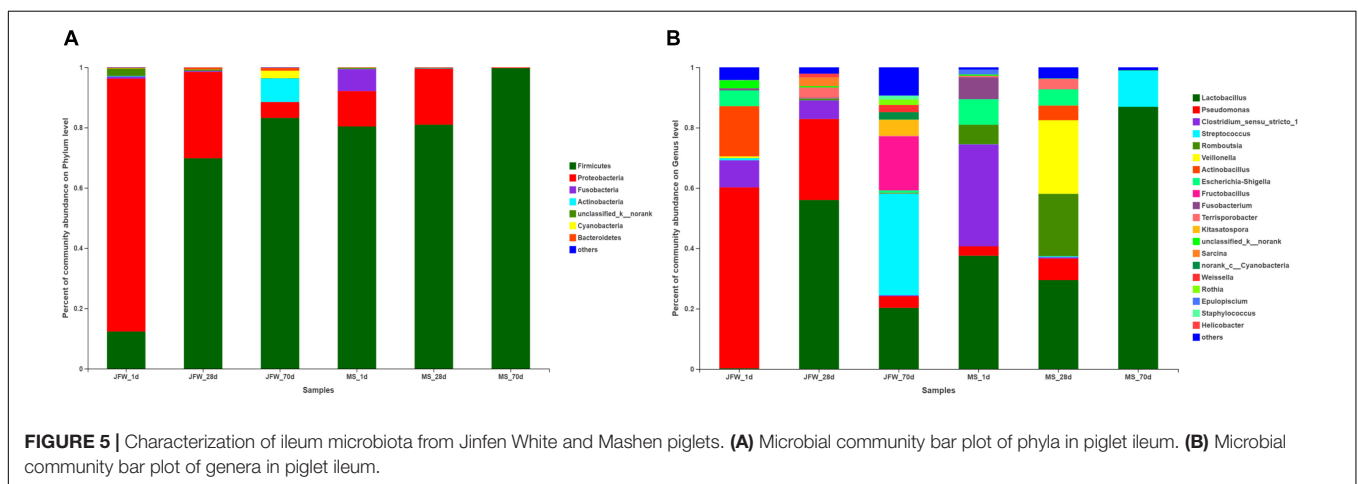 A
Percent of community abundance on Phylum level
1
0.8
0.6
0.4
0.2
0
JFW_1d JFW_28d JFW_70d MS_1d MS_28d MS_70d
Samples
Firmicutes
Proteobacteria
Fusobacteria
Actinobacteria
unclassified_k__norank
Cyanobacteria
Bacteroidetes
others
B
Percent of community abundance on Genus level
1
0.8
0.6
0.4
0.2
0
JFW_1d JFW_28d JFW_70d MS_1d MS_28d MS_70d
Samples
Lactobacillus
Pseudomonas
Clostridium_sensu_stricto_1
Streptococcus
Romboutsia
Veillonella
Actinobacillus
Escherichia-Shigella
Fructobacillus
Fusobacterium
Terrisporobacter
Kitasatospora
unclassified_k__norank
Sarcina
norank_c__Cyanobacteria
Weissella
Rothia
Epulopiscium
Staphylococcus
Helicobacter
others
FIGURE 5 | Characterization of ileum microbiota from Jinfen White and Mashen piglets. (A) Microbial community bar plot of phyla in piglet ileum. (B) Microbial
community bar plot of genera in piglet ileum.